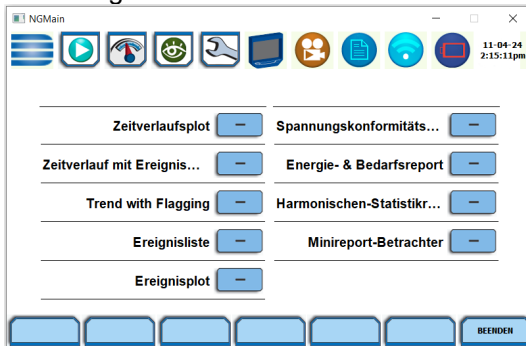 NGMain
11-04-24
2:15:11pm
Zeitverlaufsplot
Spannungskonformitäts...
Zeitverlauf mit Ereignis...
Energie- & Bedarfsreport
Trend with Flagging
Harmonischen-Statistikr...
Ereignisliste
Minireport-Betrachter
Ereignisplot
BEENDEN